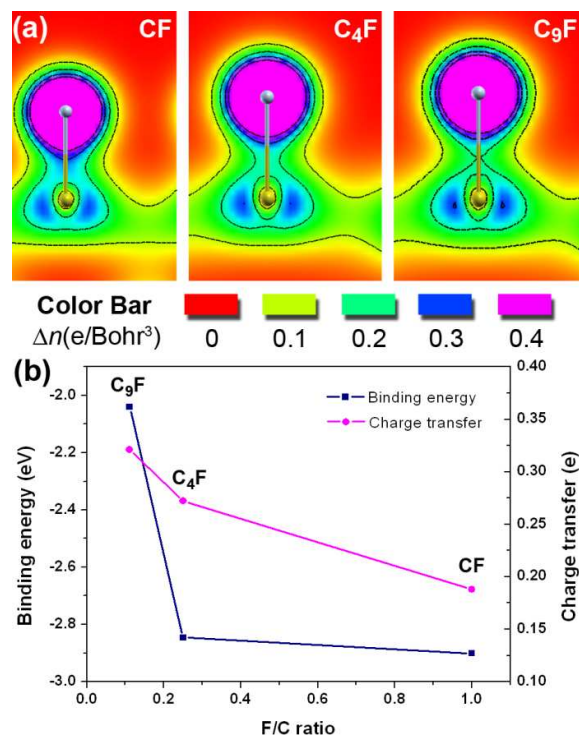 (a) CF C₄F C₉F
Color Bar
Δn(e/Bohr³) 0 0.1 0.2 0.3 0.4
(b)
Binding energy
Charge transfer
C₉F
C₄F
CF
Binding energy (eV)
-2.0
-2.2
-2.4
-2.6
-2.8
-3.0
0.40
0.35
0.30
0.25
0.20
0.15
0.10
Charge transfer (e)
0.0 0.2 0.4 0.6 0.8 1.0
F/C ratio